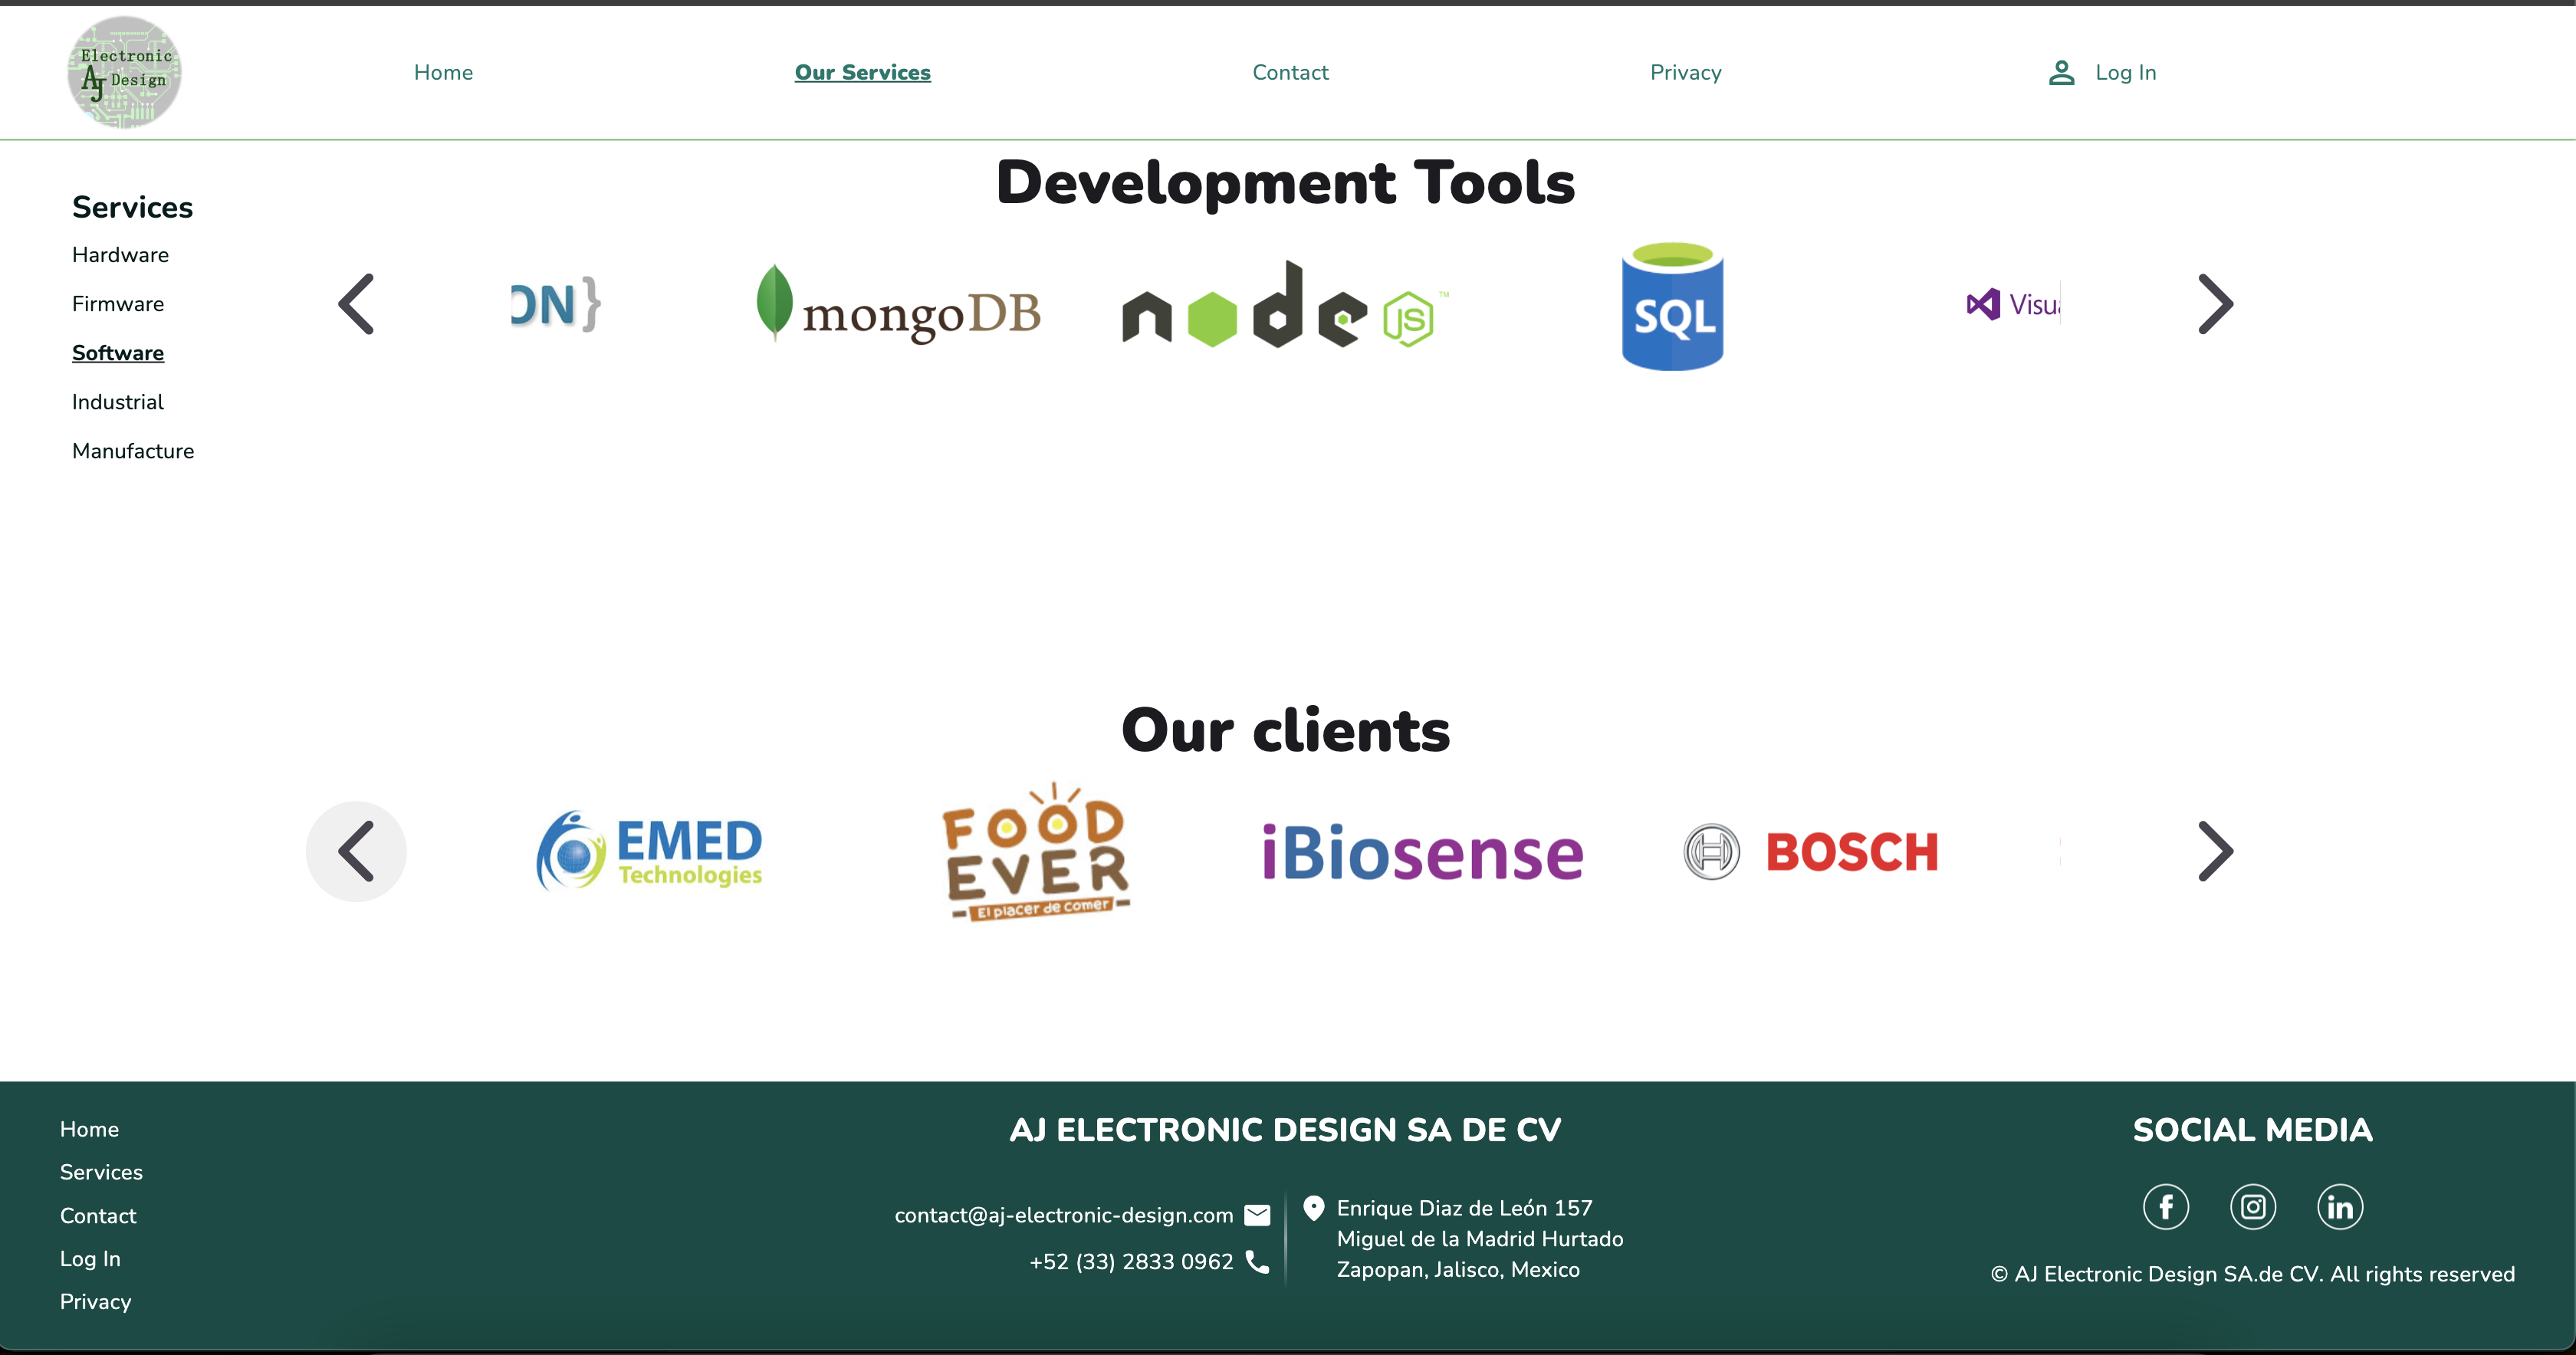 Electronic
AJ Design
Home
Our Services
Contact
Privacy
Log In
Services
Hardware
Firmware
Software
Industrial
Manufacture
Development Tools
ON}
mongoDB
node JS ™
SQL
Visu
Our clients
EMED
Technologies
FOOD
EVER
El placer de comer
iBiosense
BOSCH
Home
Services
Contact
Log In
Privacy
AJ ELECTRONIC DESIGN SA DE CV
contact@aj-electronic-design.com
+52 (33) 2833 0962
Enrique Diaz de León 157
Miguel de la Madrid Hurtado
Zapopan, Jalisco, Mexico
SOCIAL MEDIA
f
in
© AJ Electronic Design SA.de CV. All rights reserved